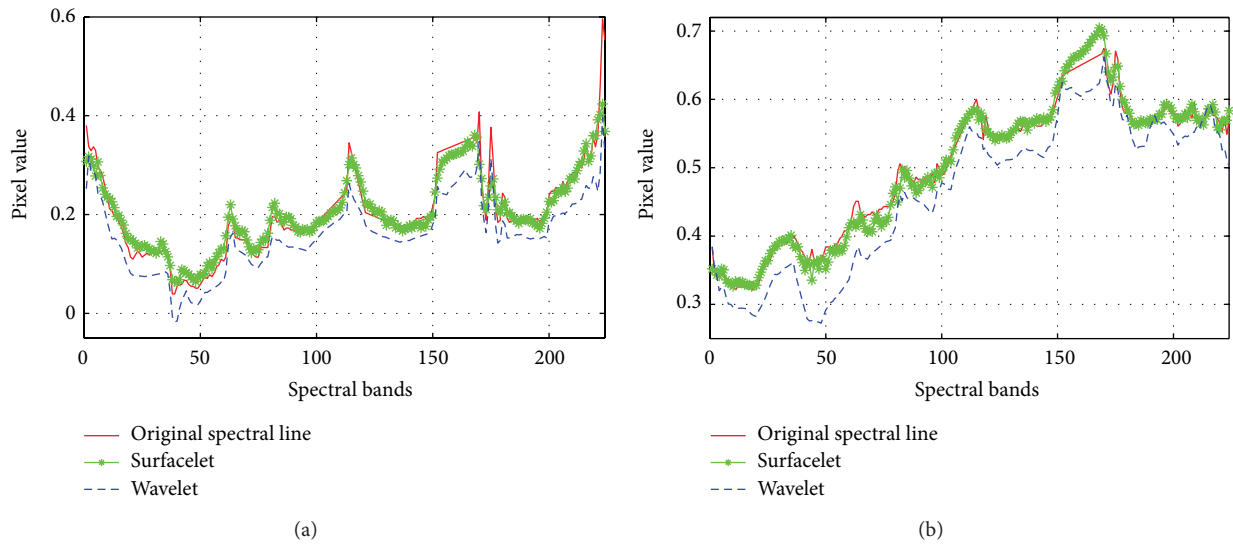 0.6
0.4
0.2
0
Pixel value
0 50 100 150 200
Spectral bands
Original spectral line
Surfacelet
Wavelet
(a)
0.7
0.6
0.5
0.4
0.3
Pixel value
0 50 100 150 200
Spectral bands
Original spectral line
Surfacelet
Wavelet
(b)